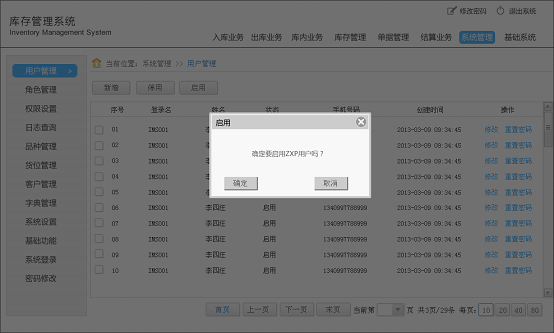 库存管理系统
Inventory Management System
修改密码 退出系统
入库业务 出库业务 库内业务 库存管理 单据管理 结算业务 系统管理 基础系统
用户管理
角色管理
权限设置
日志查询
品种管理
货位管理
客户管理
字典管理
系统设置
基础功能
系统登录
密码修改
当前位置：系统管理 >> 用户管理
新增 停用 启用
序号 登录名 姓名 状态 手机号码 创建时间 操作
01 IMS001 2013-03-09 09:34:45 修改 重置密码
02 IMS001 2013-03-09 09:34:45 修改 重置密码
03 IMS001 2013-03-09 09:34:45 修改 重置密码
04 IMS001 2013-03-09 09:34:45 修改 重置密码
05 IMS001 2013-03-09 09:34:45 修改 重置密码
06 IMS001 李四庄 启用 2013-03-09 09:34:45 修改 重置密码
07 IMS001 李四庄 启用 2013-03-09 09:34:45 修改 重置密码
08 IMS001 李四庄 启用 2013-03-09 09:34:45 修改 重置密码
09 IMS001 李四庄 启用 2013-03-09 09:34:45 修改 重置密码
10 IMS001 李四庄 启用 2013-03-09 09:34:45 修改 重置密码
启用
确定要启用ZXP用户吗？
确定 取消
首页 上一页 下一页 末页 当前第 页 共3页/29条 每页: 10 20 40 80